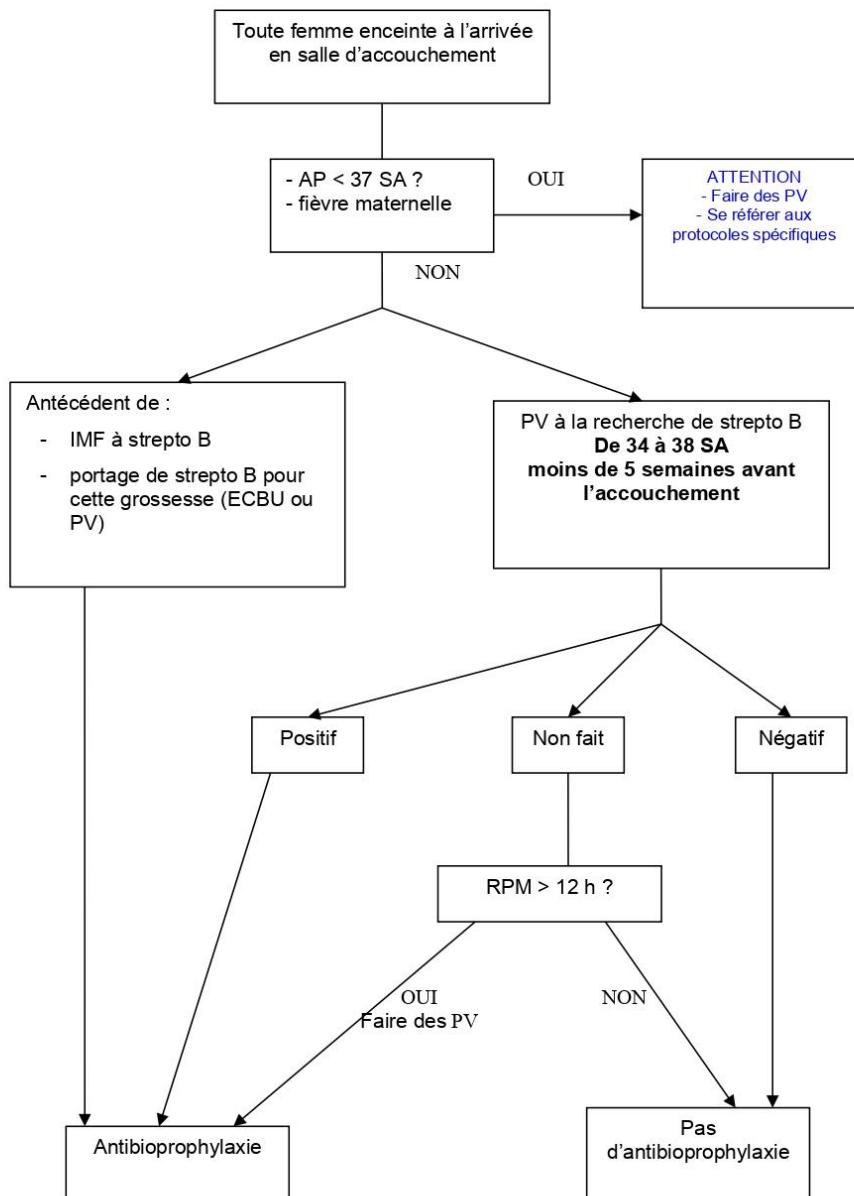 Toute femme enceinte à l'arrivée
en salle d'accouchement
- AP < 37 SA ?
- fièvre maternelle
OUI
ATTENTION
- Faire des PV
- Se référer aux
protocoles spécifiques
NON
Antécédent de :
- IMF à strepto B
- portage de strepto B pour
cette grossesse (ECBU ou
PV)
PV à la recherche de strepto B
De 34 à 38 SA
moins de 5 semaines avant
l'accouchement
Positif
Non fait
Négatif
RPM > 12 h ?
OUI
Faire des PV
NON
Antibioprophylaxie
Pas
d'antibioprophylaxie